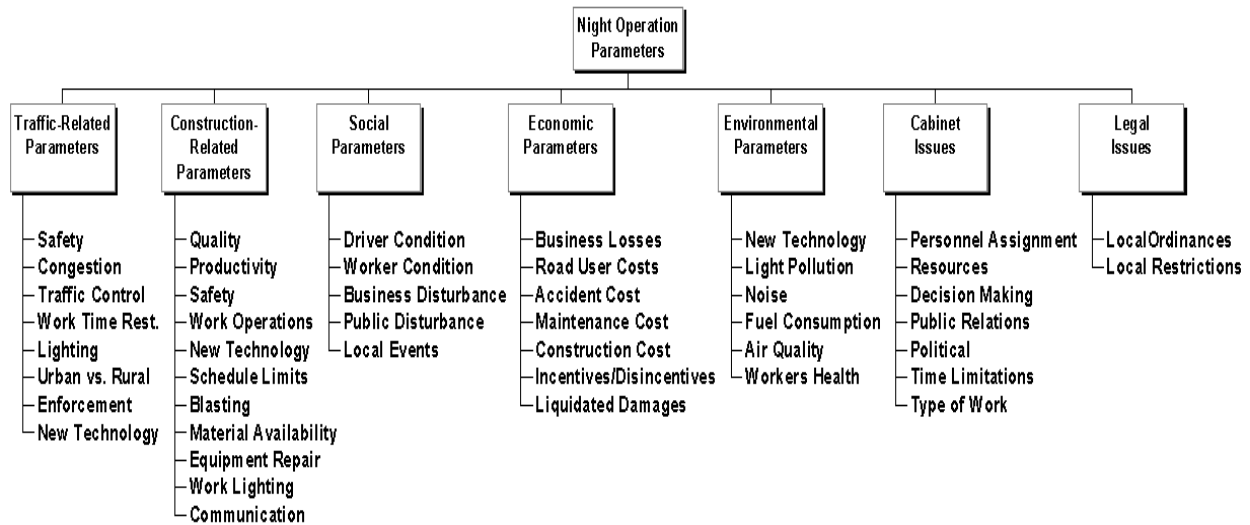 Night Operation
Parameters
Traffic-Related
Parameters
Construction-
Related
Parameters
Social
Parameters
Economic
Parameters
Environmental
Parameters
Cabinet
Issues
Legal
Issues
Safety
Congestion
Traffic Control
Work Time Rest.
Lighting
Urban vs. Rural
Enforcement
New Technology
Quality
Productivity
Safety
Work Operations
New Technology
Schedule Limits
Blasting
Material Availability
Equipment Repair
Work Lighting
Communication
Driver Condition
Worker Condition
Business Disturbance
Public Disturbance
Local Events
Business Losses
Road User Costs
Accident Cost
Maintenance Cost
Construction Cost
Incentives/Disincentives
Liquidated Damages
New Technology
Light Pollution
Noise
Fuel Consumption
Air Quality
Workers Health
Personnel Assignment
Resources
Decision Making
Public Relations
Political
Time Limitations
Type of Work
LocalOrdinances
Local Restrictions